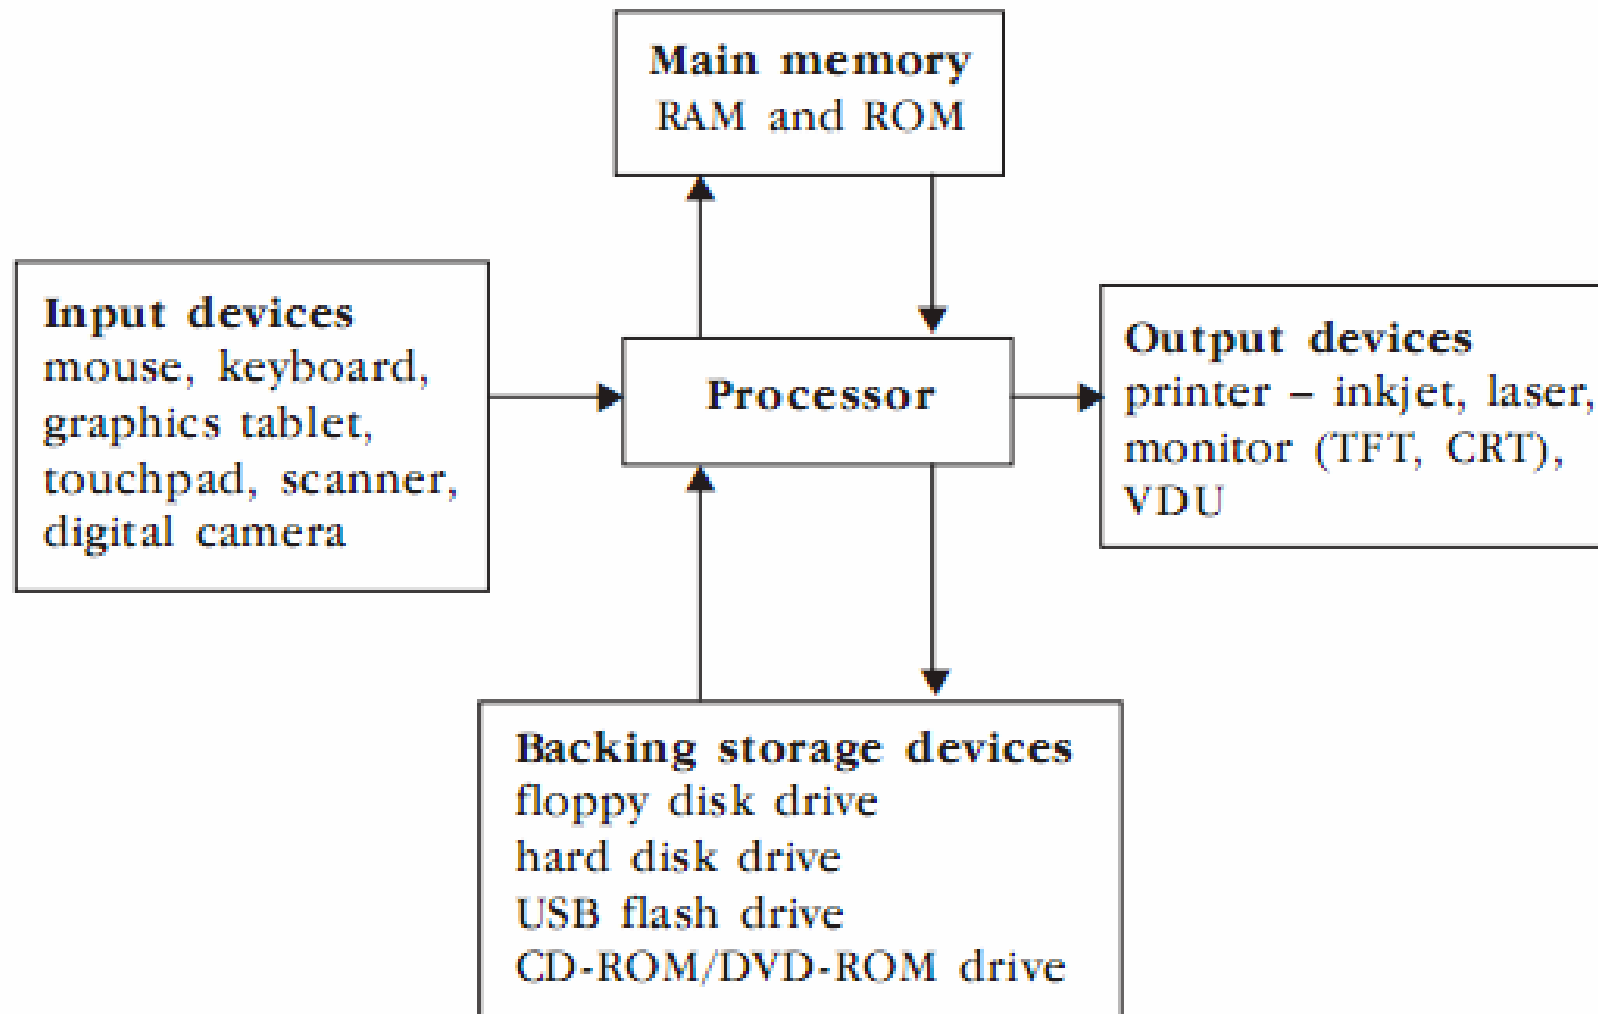 Main memory
RAM and ROM
Input devices
mouse, keyboard,
graphics tablet,
touchpad, scanner,
digital camera
Processor
Output devices
printer – inkjet, laser,
monitor (TFT, CRT),
VDU
Backing storage devices
floppy disk drive
hard disk drive
USB flash drive
CD-ROM/DVD-ROM drive